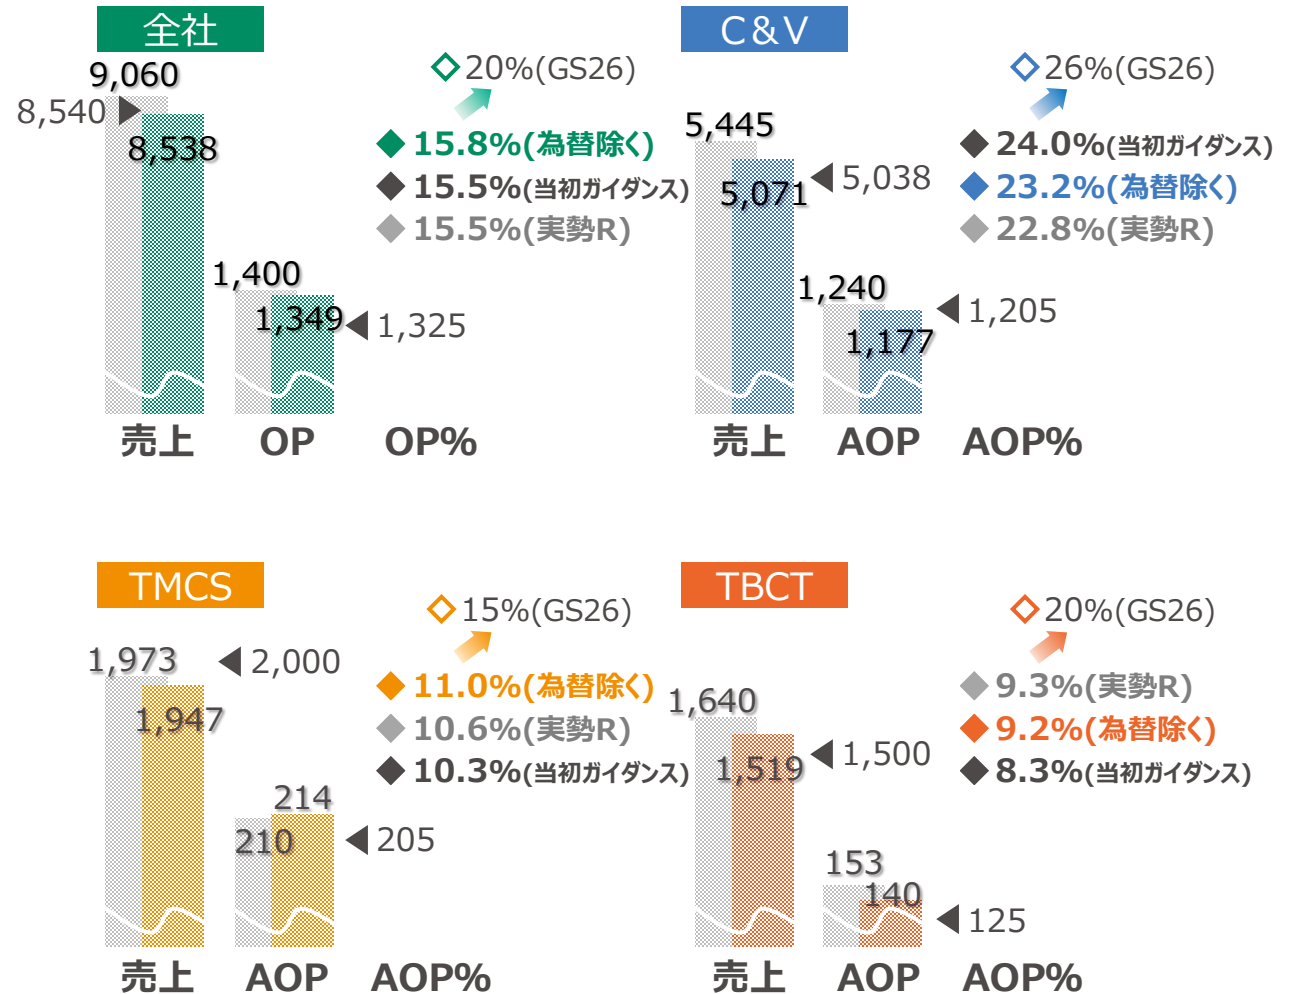 全社
9,060
8,540
8,538
1,400
1,349
1,325
20%(GS26)
15.8%(為替除く)
15.5%(当初ガイダンス)
15.5%(実勢R)
売上 OP OP%
C&V
5,445
5,071
5,038
1,240
1,177
1,205
26%(GS26)
24.0%(当初ガイダンス)
23.2%(為替除く)
22.8%(実勢R)
売上 AOP AOP%
TMCS
1,973
2,000
1,947
214
210
205
15%(GS26)
11.0%(為替除く)
10.6%(実勢R)
10.3%(当初ガイダンス)
売上 AOP AOP%
TBCT
1,640
1,519
1,500
153
140
125
20%(GS26)
9.3%(実勢R)
9.2%(為替除く)
8.3%(当初ガイダンス)
売上 AOP AOP%